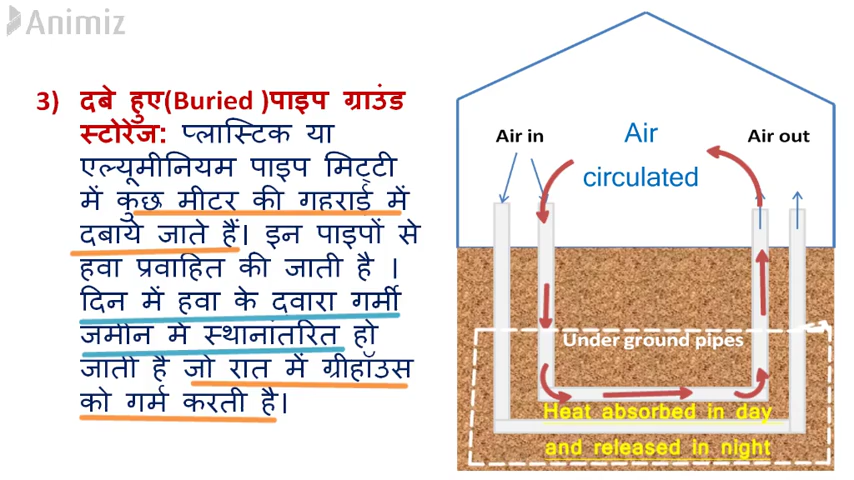 Animiz
3) दबे हुए(Buried )पाइप ग्राउंड
स्टोरेज: प्लास्टिक या
एल्यूमीनियम पाइप मिट्टी
में कुछ मीटर की गहराई में
दबाये जाते हैं। इन पाइपों से
हवा प्रवाहित की जाती है ।
दिन में हवा के द्वारा गर्मी
जमीन में स्थानांतरित हो
जाती है जो रात में ग्रीहॉउस
को गर्म करती है।
Air in
Air
circulated
Air out
Under ground pipes
Heat absorbed in day
and released in night